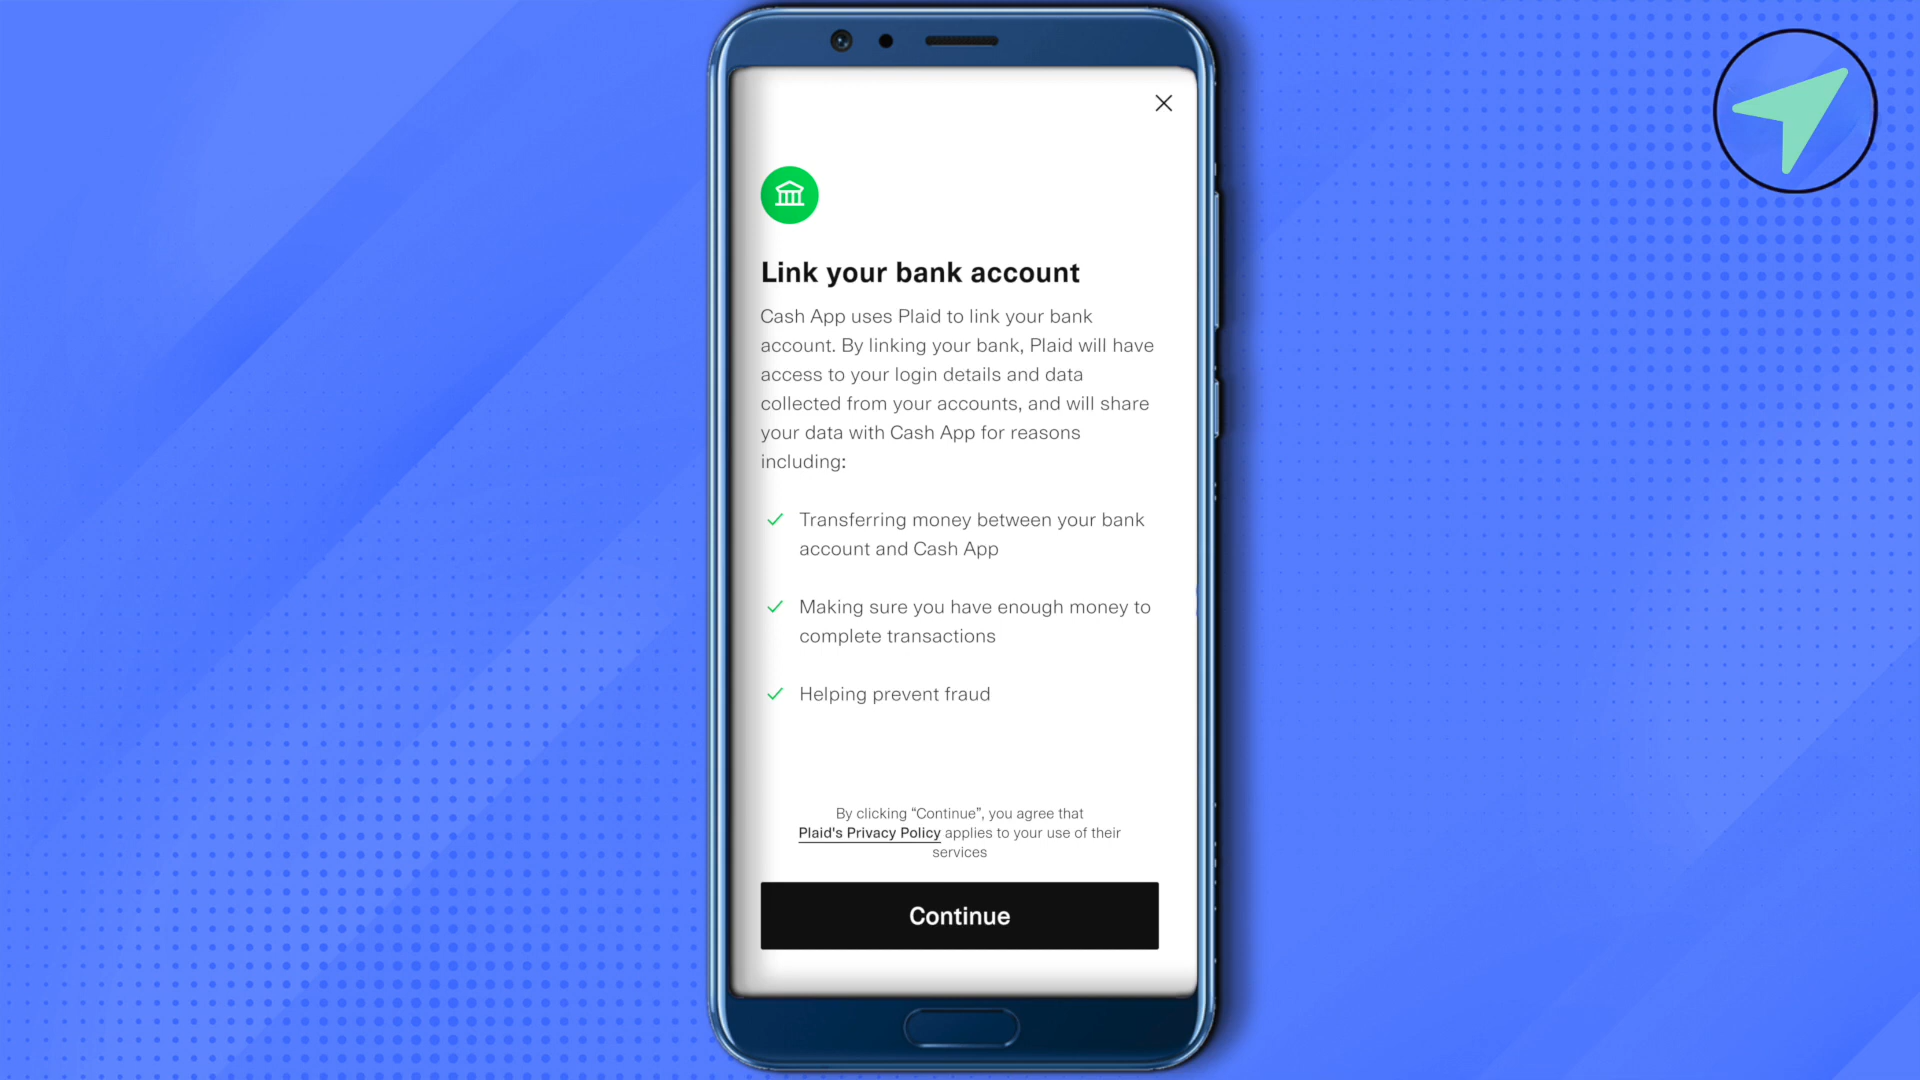 Link your bank account
Cash App uses Plaid to link your bank
account. By linking your bank, Plaid will have
access to your login details and data
collected from your accounts, and will share
your data with Cash App for reasons
including:
Transferring money between your bank
account and Cash App
Making sure you have enough money to
complete transactions
Helping prevent fraud
By clicking “Continue”, you agree that
Plaid's Privacy Policy applies to your use of their
services
Continue